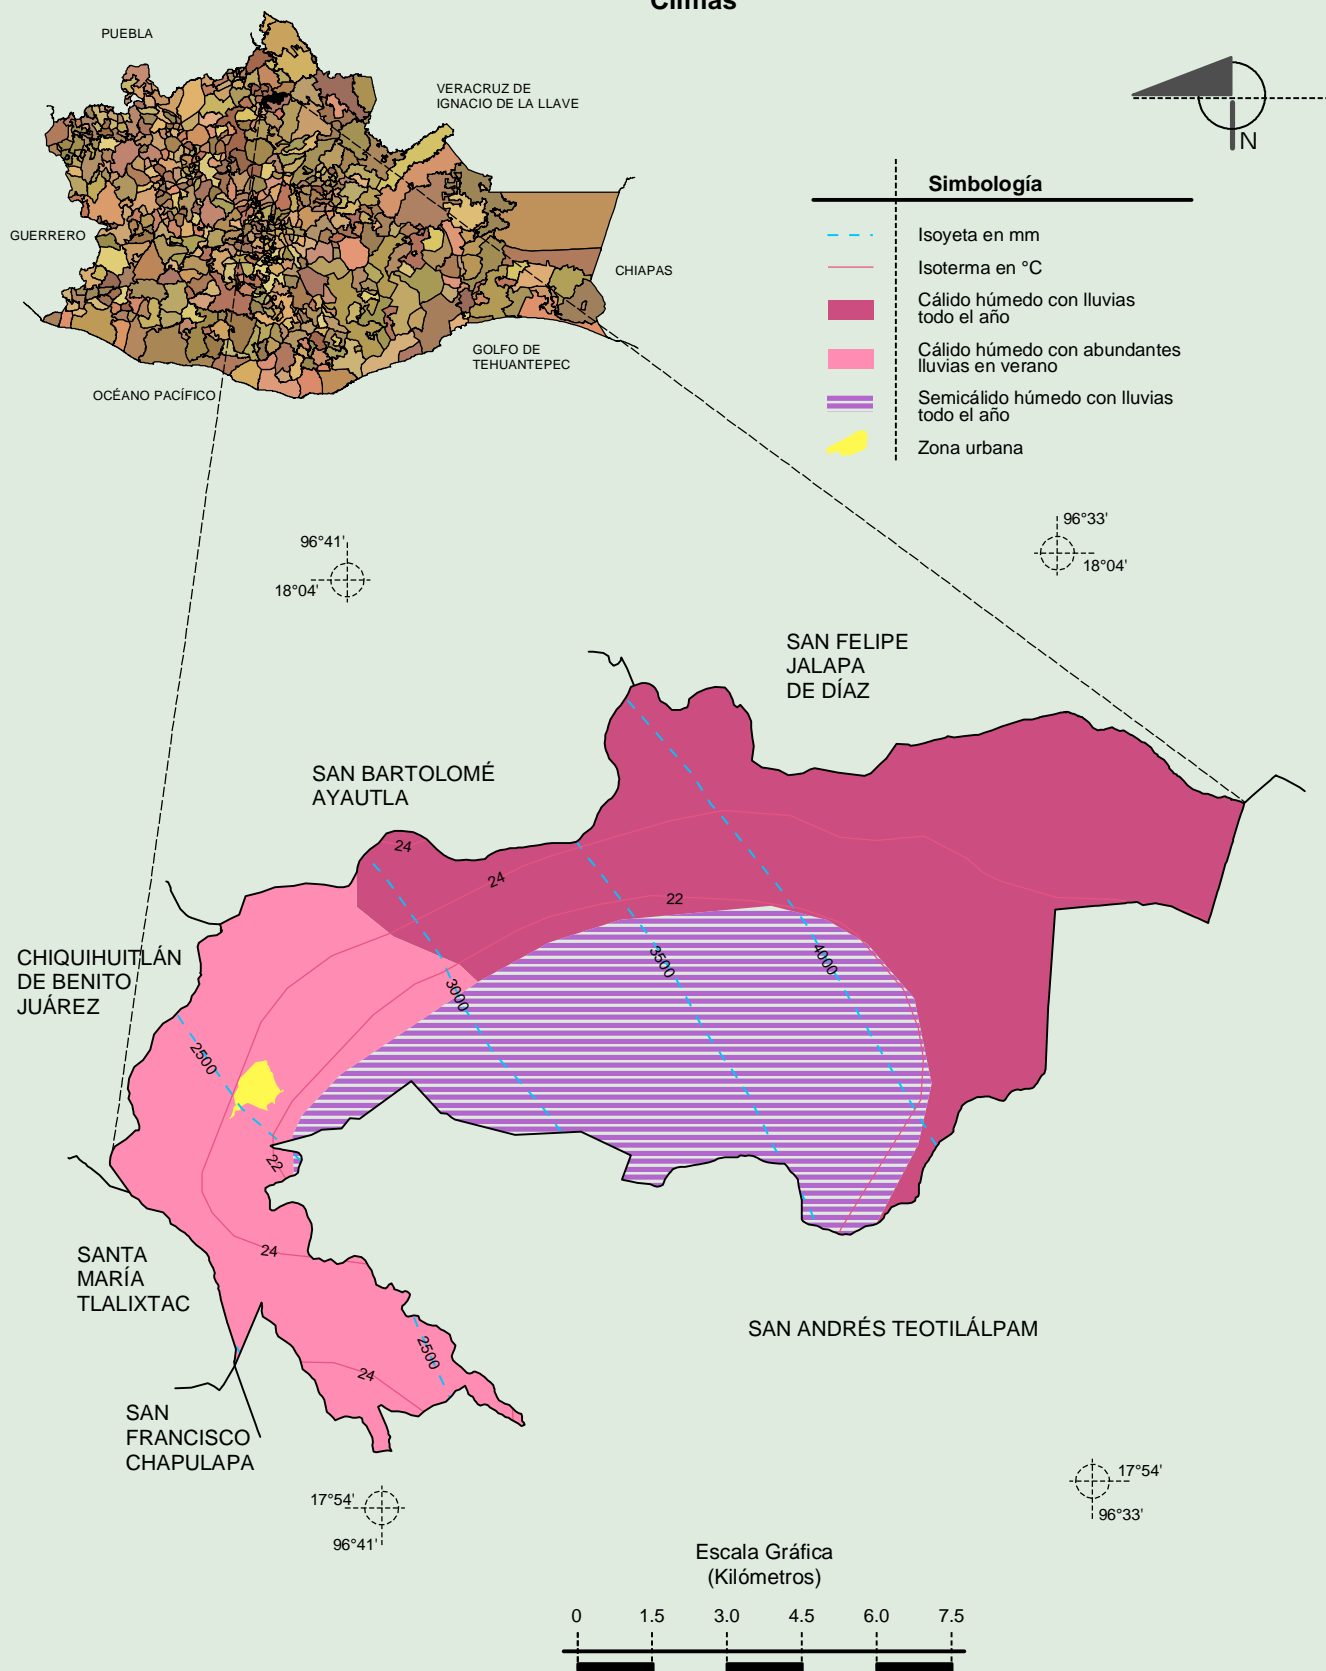 Climas
PUEBLA
VERACRUZ DE
IGNACIO DE LA LLAVE
GUERRERO
CHIAPAS
GOLFO DE
TEHUANTEPEC
OCÉANO PACÍFICO
N
Simbología
Isoyeta en mm
Isoterma en °C
Cálido húmedo con lluvias
todo el año
Cálido húmedo con abundantes
lluvias en verano
Semicálido húmedo con lluvias
todo el año
Zona urbana
96°41'
18°04'
96°33'
18°04'
SAN FELIPE
JALAPA
DE DÍAZ
SAN BARTOLOMÉ
AYAUTLA
24
24
22
CHIQUIHUITLÁN
DE BENITO
JUÁREZ
3000
3500
4000
2500
22
24
SANTA
MARÍA
TLALIXTAC
SAN ANDRÉS TEOTILÁLPAM
2500
24
SAN
FRANCISCO
CHAPULAPA
17°54'
96°41'
17°54'
96°33'
Escala Gráfica
(Kilómetros)
0 1.5 3.0 4.5 6.0 7.5